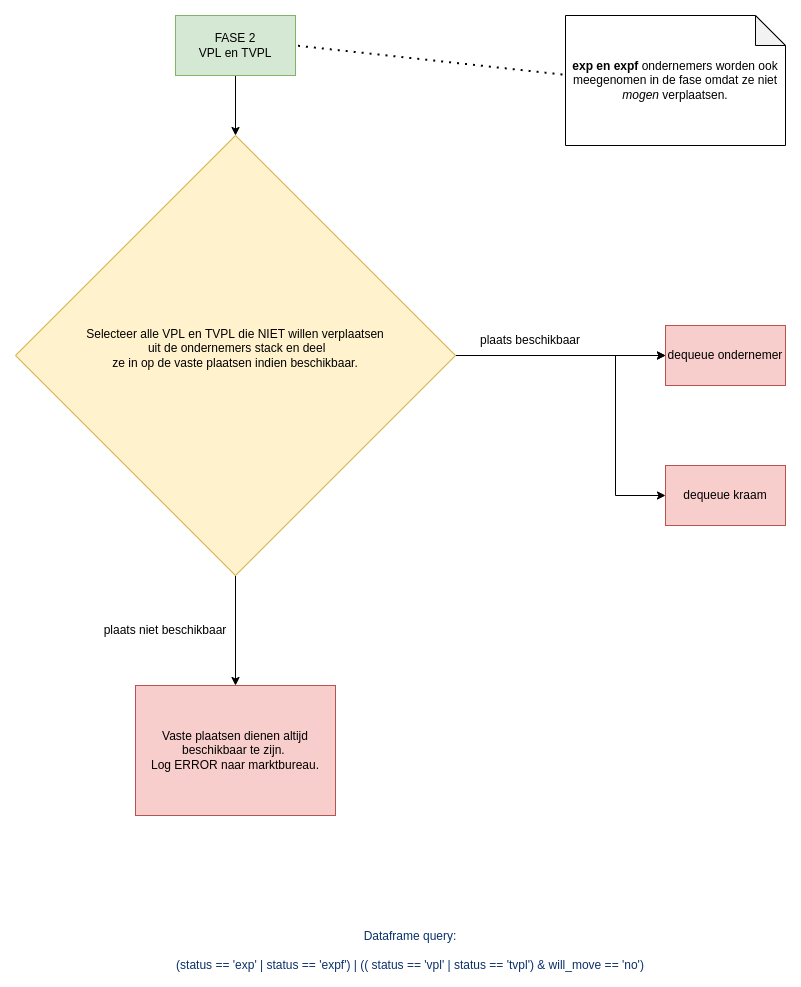 FASE 2
VPL en TVPL
exp en expf ondernemers worden ook
meegenomen in de fase omdat ze niet
mogen verplaatsen.
Selecteer alle VPL en TVPL die NIET willen verplaatsen
uit de ondernemers stack en deel
ze in op de vaste plaatsen indien beschikbaar.
plaats beschikbaar
dequeue ondernemer
dequeue kraam
plaats niet beschikbaar
Vaste plaatsen dienen altijd
beschikbaar te zijn.
Log ERROR naar marktbureau.
Dataframe query:
(status == 'exp' | status == 'expf') | (( status == 'vpl' | status == 'tvpl') & will_move == 'no')